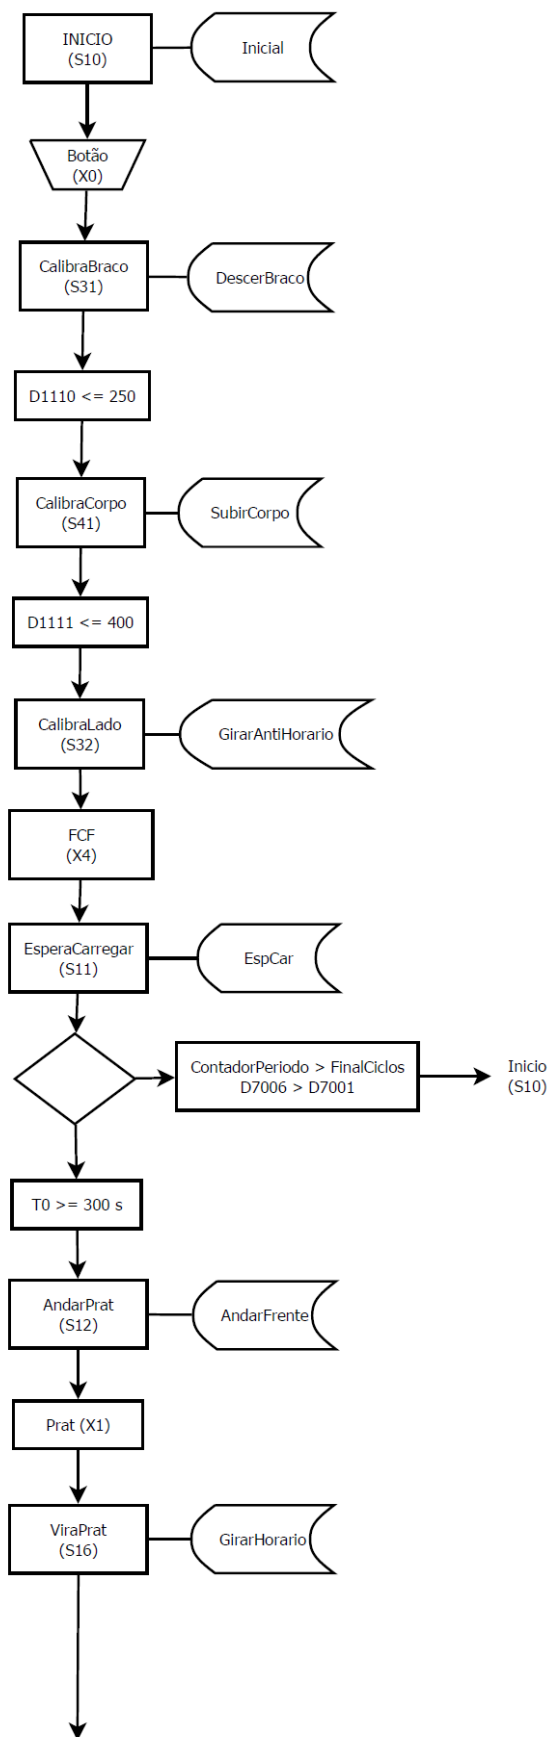 INICIO
(S10)
Inicial
Botão
(X0)
CalibraBraco
(S31)
DescerBraco
D1110 <= 250
CalibraCorpo
(S41)
SubirCorpo
D1111 <= 400
CalibraLado
(S32)
GirarAntiHorario
FCF
(X4)
EsperaCarregar
(S11)
EspCar
ContadorPeriodo > FinalCiclos
D7006 > D7001
Inicio
(S10)
T0 >= 300 s
AndarPrat
(S12)
AndarFrente
Prat (X1)
ViraPrat
(S16)
GirarHorario